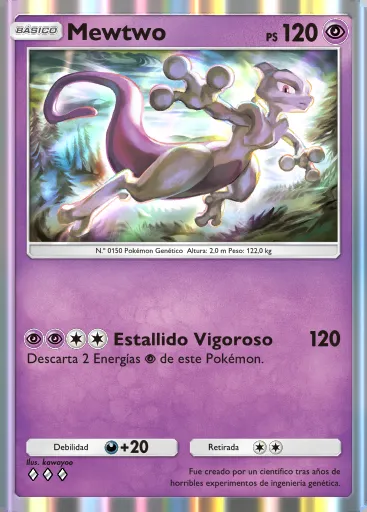 BÁSICO Mewtwo PS 120
N.º 0150 Pokémon Genético Altura: 2.0 m Peso: 122,0 kg
Estallido Vigoroso 120
Descarta 2 Energías de este Pokémon.
Debilidad +20 Retirada
Ilus. kawayoo
Fue creado por un científico tras años de
horribles experimentos de ingeniería genética.